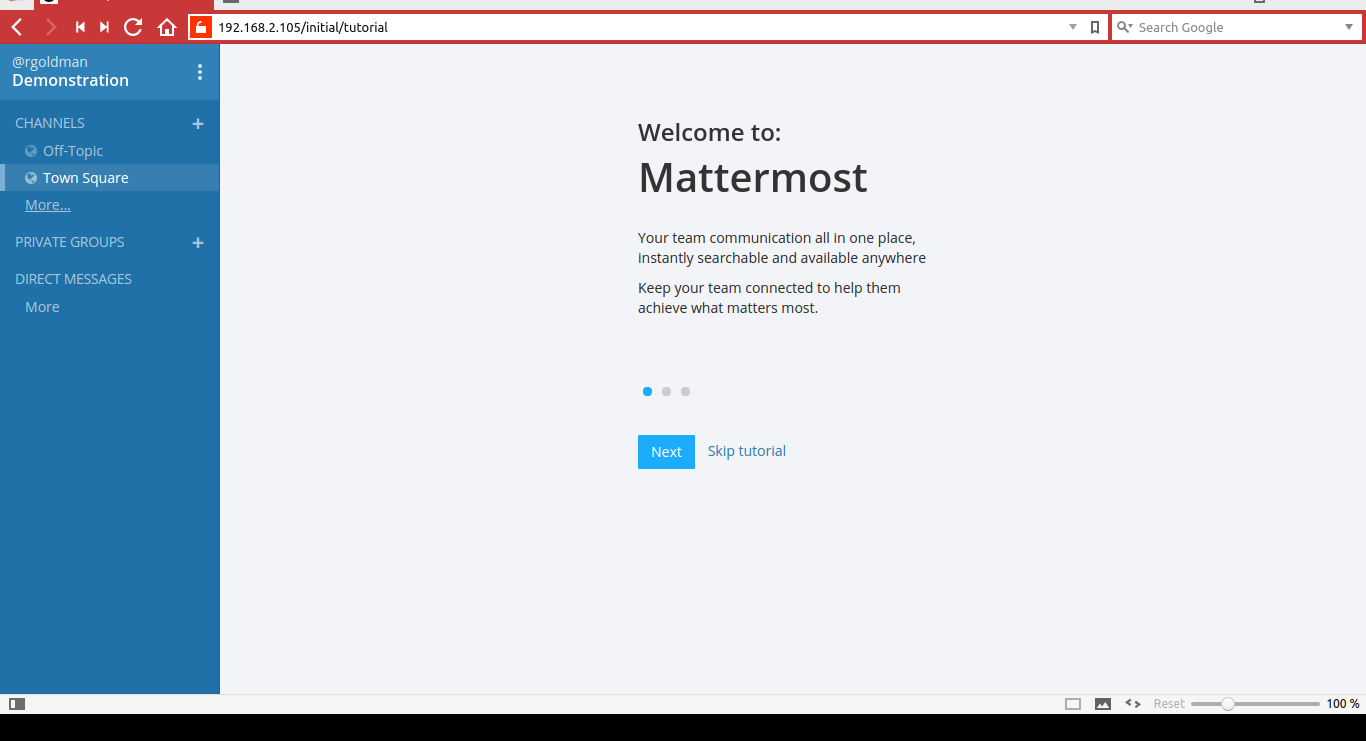 192.168.2.105/initial/tutorial
Search Google
@rgoldman
Demonstration
CHANNELS
Off-Topic
Town Square
More...
PRIVATE GROUPS
DIRECT MESSAGES
More
Welcome to:
Mattermost
Your team communication all in one place,
instantly searchable and available anywhere
Keep your team connected to help them
achieve what matters most.
Next
Skip tutorial
Reset
100 %